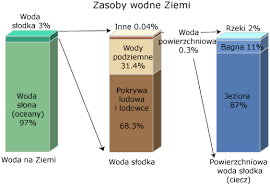 Zasoby wodne Ziemi
Woda
słodka 3%
Woda
słona
(oceany)
97%
Woda na Ziemi
Inne 0.04%
Wody
podziemne
31.4%
Pokrywa
lodowa
i lodowce
68.3%
Woda słodka
Woda
powierzchniowa
0.3%
Rzeki 2%
Bagna 11%
Jeziora
87%
Powierzchniowa
woda słodka
(ciecz)